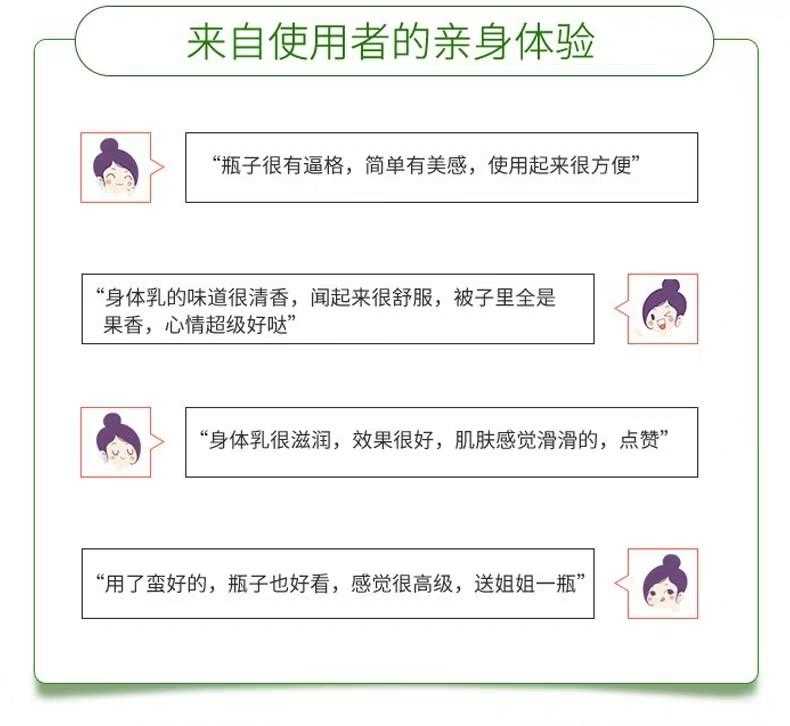 来自使用者的亲身体验
“瓶子很有逼格，简单有美感，使用起来很方便”
“身体乳的味道很清香，闻起来很舒服，被子里全是
果香，心情超级好哒”
“身体乳很滋润，效果很好，肌肤感觉滑滑的，点赞”
“用了蛮好的，瓶子也好看，感觉很高级，送姐姐一瓶”